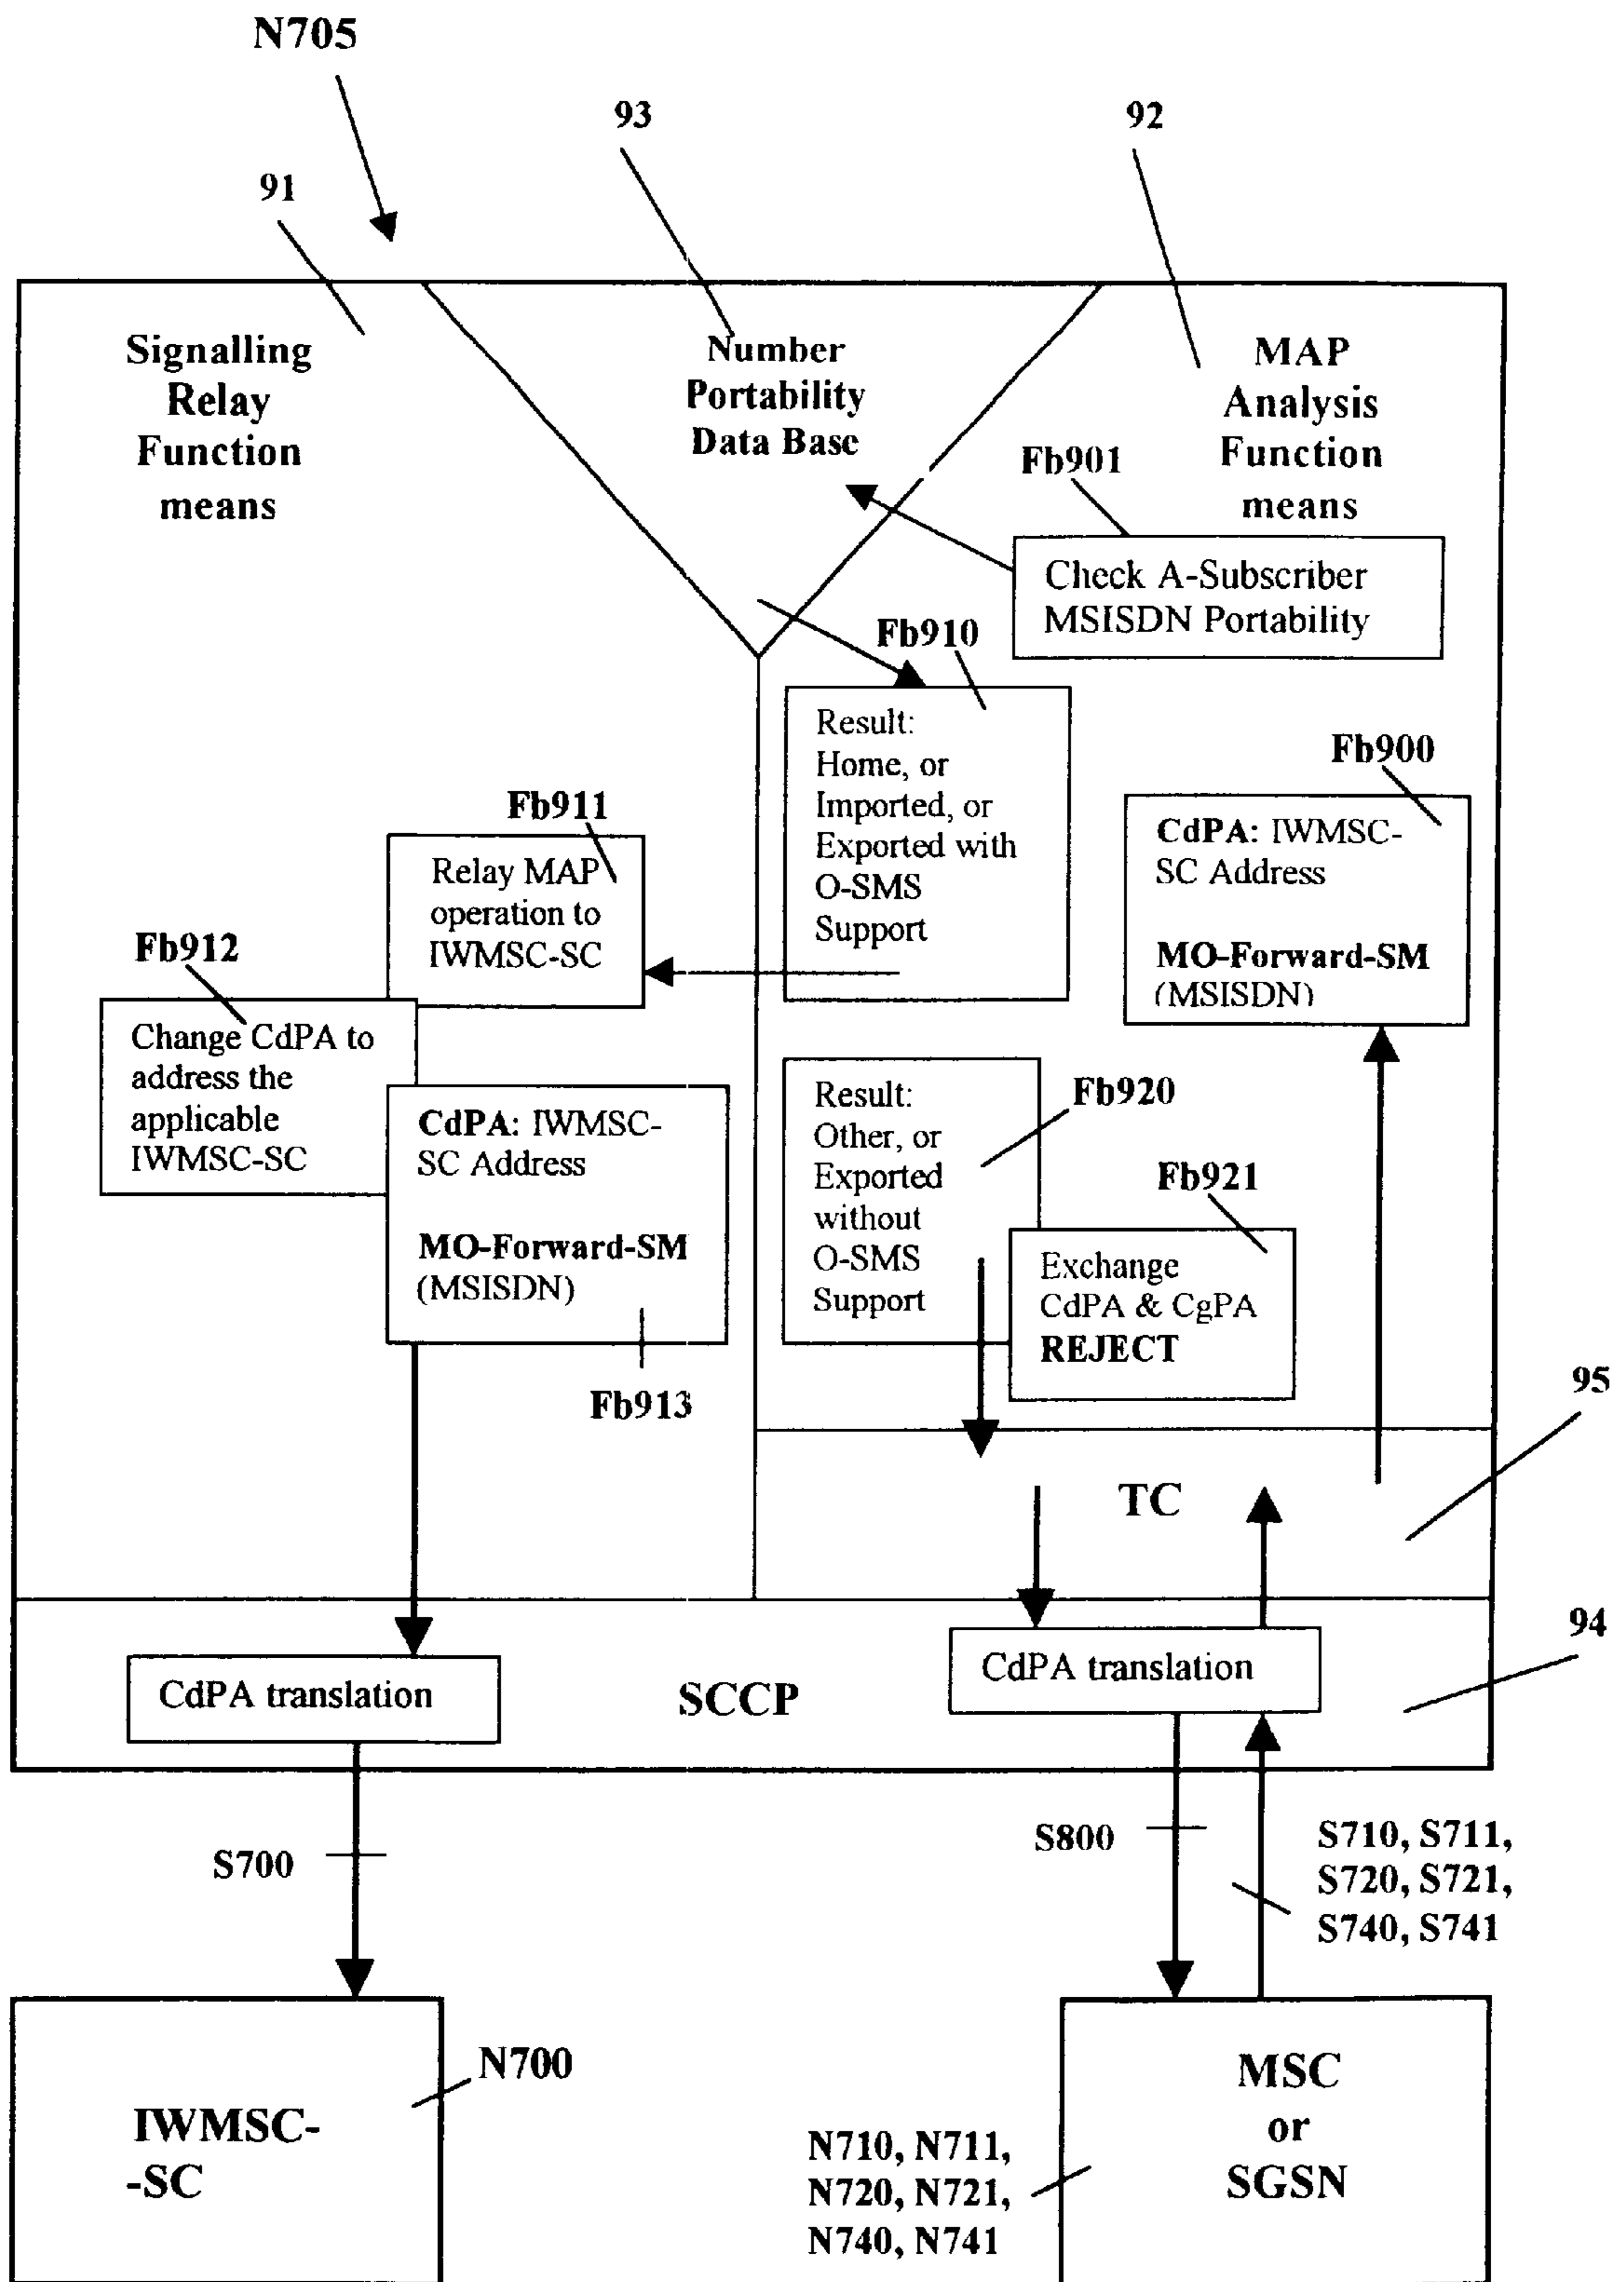 N705
93
92
91
Signalling
Relay
Function
means
Number
Portability
Data Base
MAP
Analysis
Function
means
Fb901
Check A-Subscriber
MSISDN Portability
Fb910
Result:
Home, or
Imported, or
Exported with
O-SMS
Support
Fb900
CdPA: IWMSC-
SC Address
MO-Forward-SM
(MSISDN)
Fb911
Relay MAP
operation to
IWMSC-SC
Fb912
Change CdPA to
address the
applicable
IWMSC-SC
CdPA: IWMSC-
SC Address
MO-Forward-SM
(MSISDN)
Fb913
Result:
Other, or
Exported
without
O-SMS
Support
Fb920
Fb921
Exchange
CdPA & CgPA
REJECT
95
TC
94
CdPA translation
SCCP
CdPA translation
S700
S800
S710, S711,
S720, S721,
S740, S741
N700
IWMSC-
-SC
MSC
or
SGSN
N710, N711,
N720, N721,
N740, N741